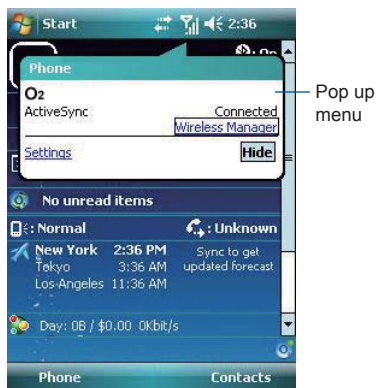 Start 2:36
: On
Phone
O2
ActiveSync Connected
Wireless Manager
Settings Hide
Pop up
menu
No unread items
: Normal : Unknown
New York 2:36 PM Sync to get
Tokyo 3:36 AM updated forecast
Los-Angeles 11:36 AM
Day: 0B / $0.00 0Kbit/s
Phone Contacts